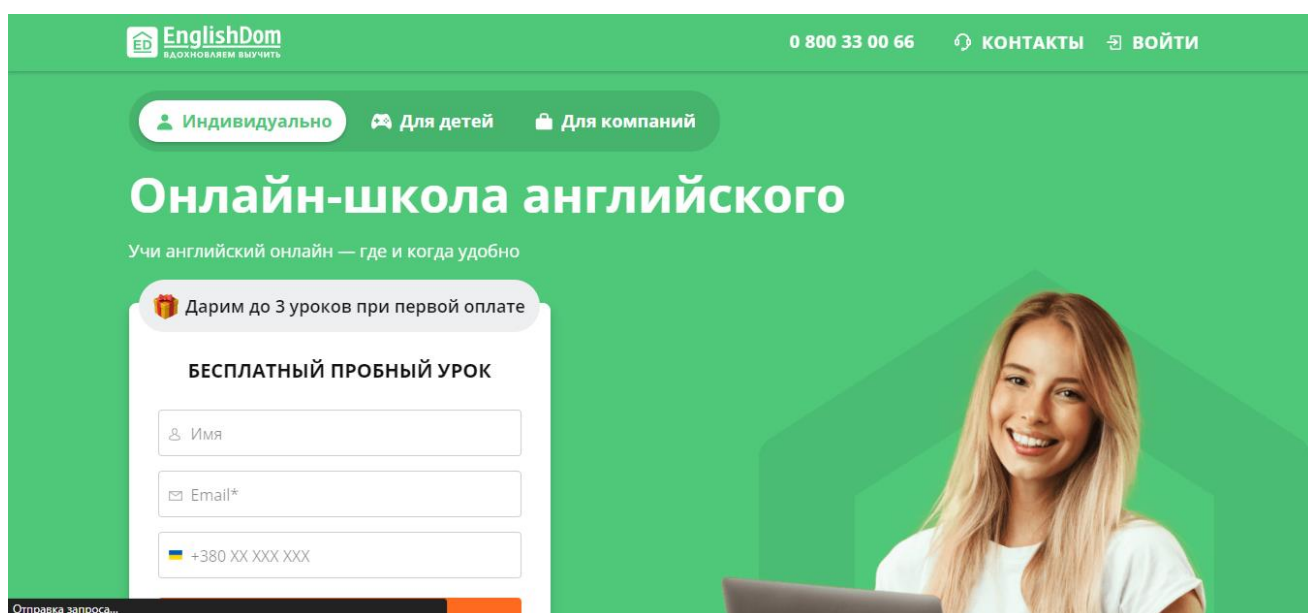 ED EnglishDom
ВДОХНОВЛЯЕМ ВЫУЧИТЬ
0 800 33 00 66 КОНТАКТЫ ВОЙТИ
Индивидуально Для детей Для компаний
Онлайн-школа английского
Учи английский онлайн — где и когда удобно
Дарим до 3 уроков при первой оплате
БЕСПЛАТНЫЙ ПРОБНЫЙ УРОК
Имя
Email*
+380 XX XXX XXX
Отправка запроса...